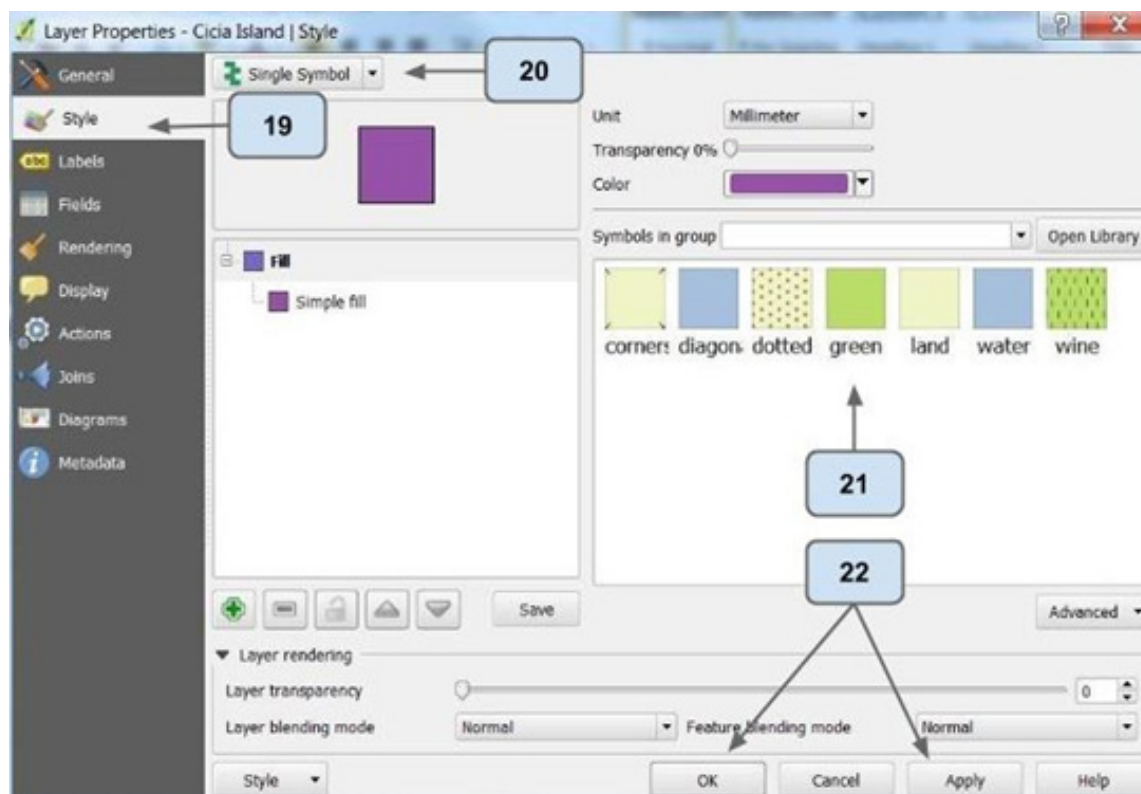 Layer Properties - Cicia Island | Style
General
Style
Labels
Fields
Rendering
Display
Actions
Joins
Diagrams
Metadata
Single Symbol
20
19
Unit Millimeter
Transparency 0%
Color
Symbols in group Open Library
Fill
Simple fill
corners diagon. dotted green land water wine
21
22
Save
Advanced
Layer rendering
Layer transparency 0
Layer blending mode Normal Feature blending mode Normal
Style OK Cancel Apply Help
abc